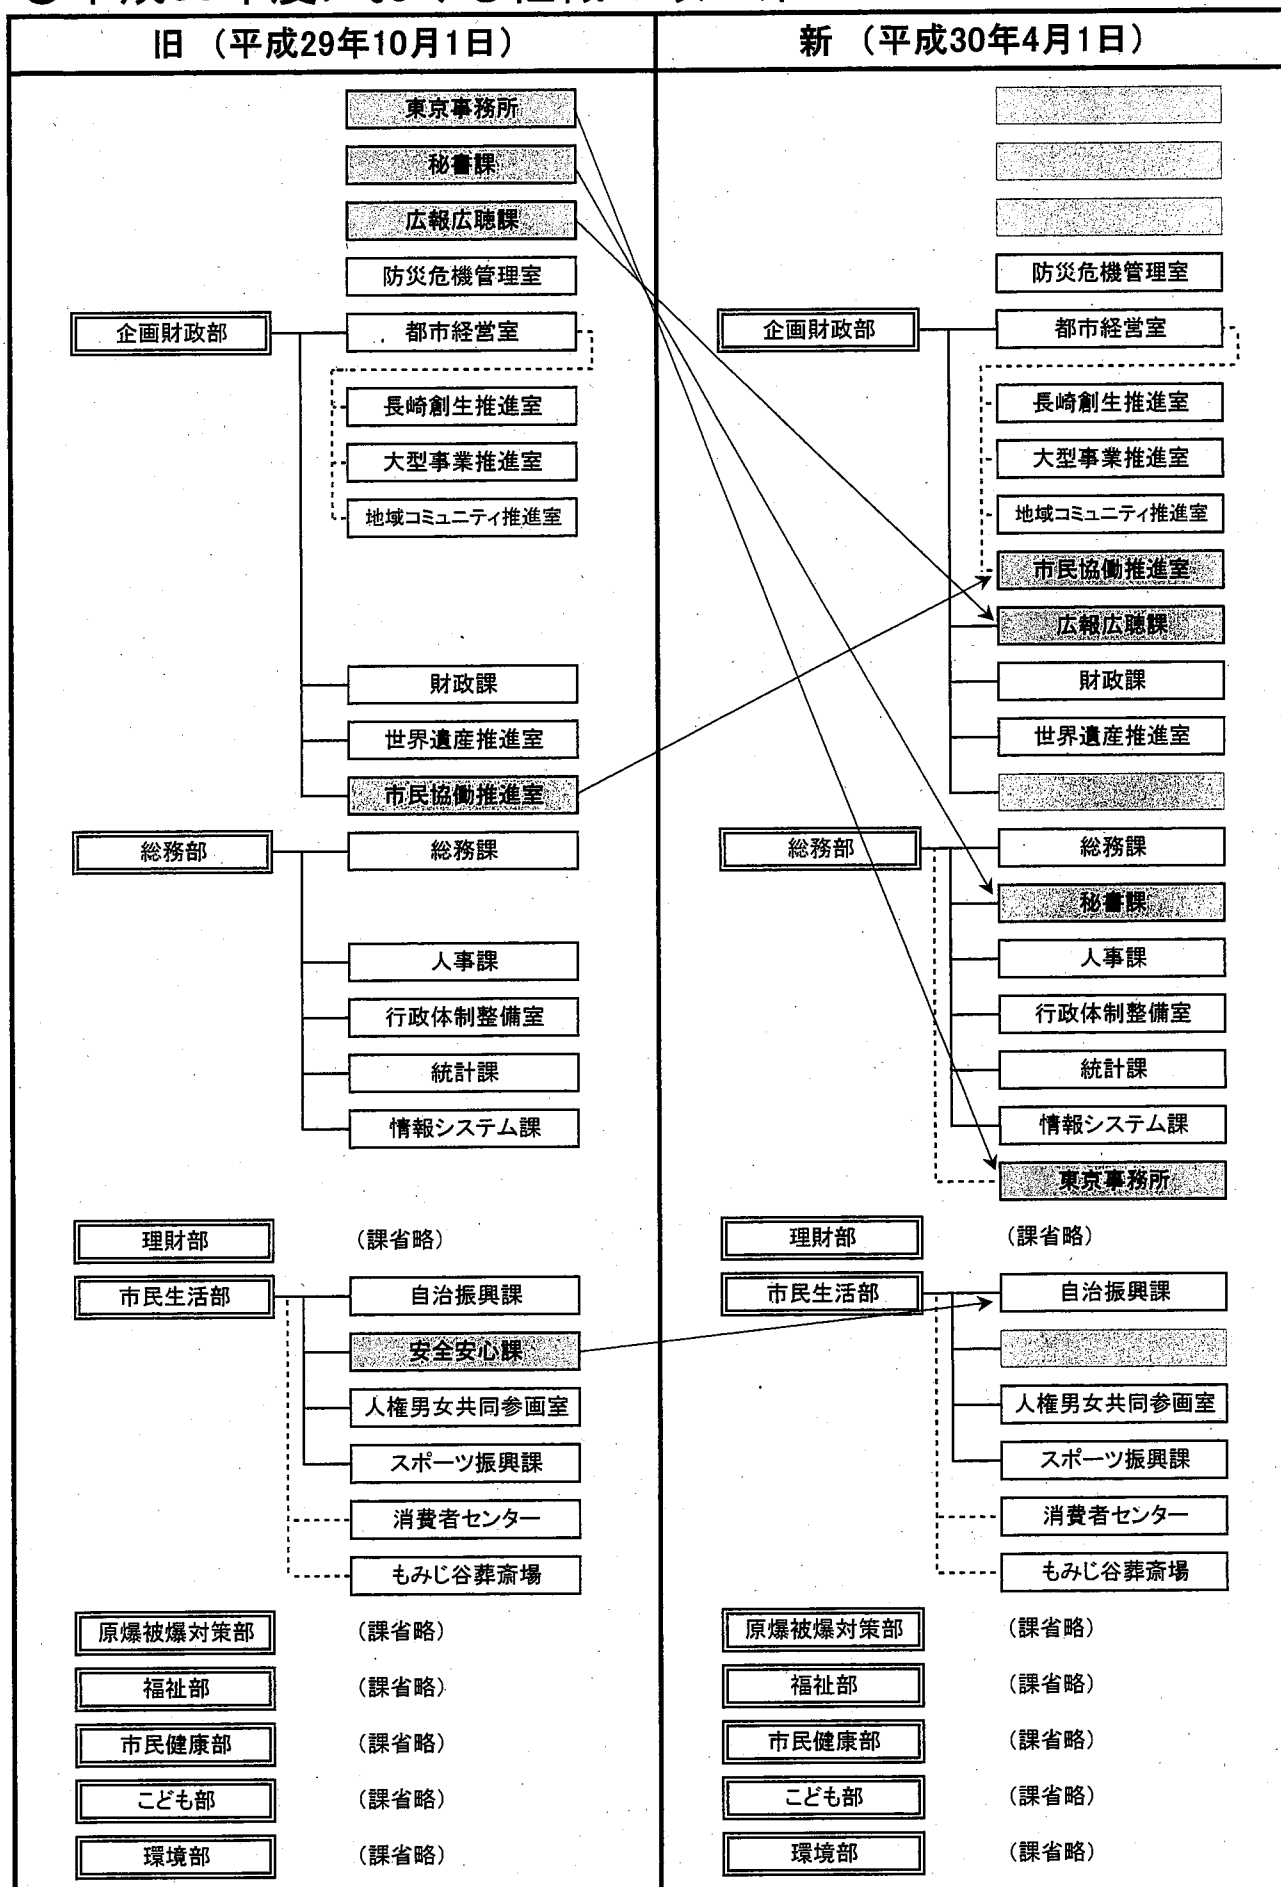 旧 (平成29年10月1日)
東京事務所
秘書課
広報広聴課
防災危機管理室
企画財政部
都市経営室
長崎創生推進室
大型事業推進室
地域コミュニティ推進室
財政課
世界遺産推進室
市民協働推進室
総務部
総務課
人事課
行政体制整備室
統計課
情報システム課
理財部
(課省略)
市民生活部
自治振興課
安全安心課
人権男女共同参画室
スポーツ振興課
消費者センター
もみじ谷葬斎場
原爆被爆対策部
(課省略)
福祉部
(課省略)
市民健康部
(課省略)
こども部
(課省略)
環境部
(課省略)
新 (平成30年4月1日)
防災危機管理室
企画財政部
都市経営室
長崎創生推進室
大型事業推進室
地域コミュニティ推進室
市民協働推進室
広報広聴課
財政課
世界遺産推進室
総務部
総務課
秘書課
人事課
行政体制整備室
統計課
情報システム課
東京事務所
理財部
(課省略)
市民生活部
自治振興課
人権男女共同参画室
スポーツ振興課
消費者センター
もみじ谷葬斎場
原爆被爆対策部
(課省略)
福祉部
(課省略)
市民健康部
(課省略)
こども部
(課省略)
環境部
(課省略)